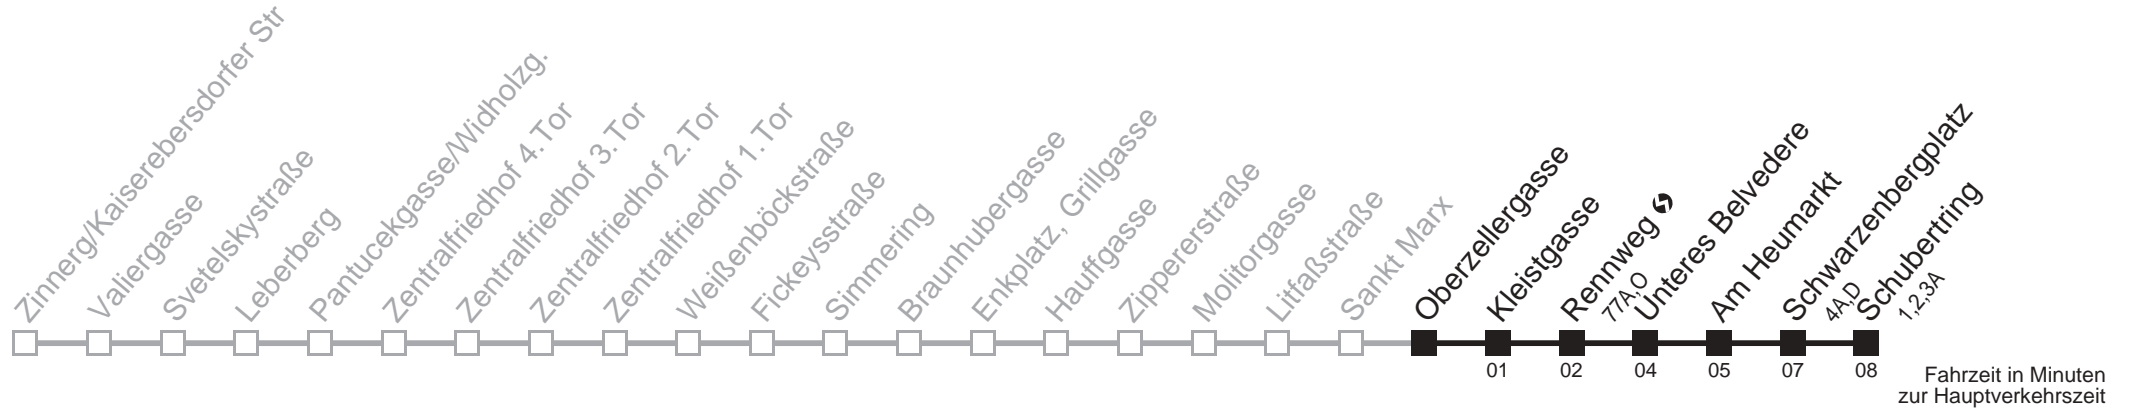 Zinnerg/Kaiserebersdorfer Str
Valiergasse
Svetelskystraße
Leberberg
Pantucekgasse/Widholzg.
Zentralfriedhof 4.Tor
Zentralfriedhof 3.Tor
Zentralfriedhof 2.Tor
Zentralfriedhof 1.Tor
Weißenböckstraße
Fickeysstraße
Simmering
Braunhubergasse
Enkplatz, Grillgasse
Hauffgasse
Zippererstraße
Molitorgasse
Litfaßstraße
Sankt Marx
Oberzellergasse
Kleistgasse
Rennweg
77A,O
Unteres Belvedere
Am Heumarkt
Schwarzenbergplatz
4A,D
Schubertring
1,2,3A
01 02 04 05 07 08
Fahrzeit in Minuten
zur Hauptverkehrszeit